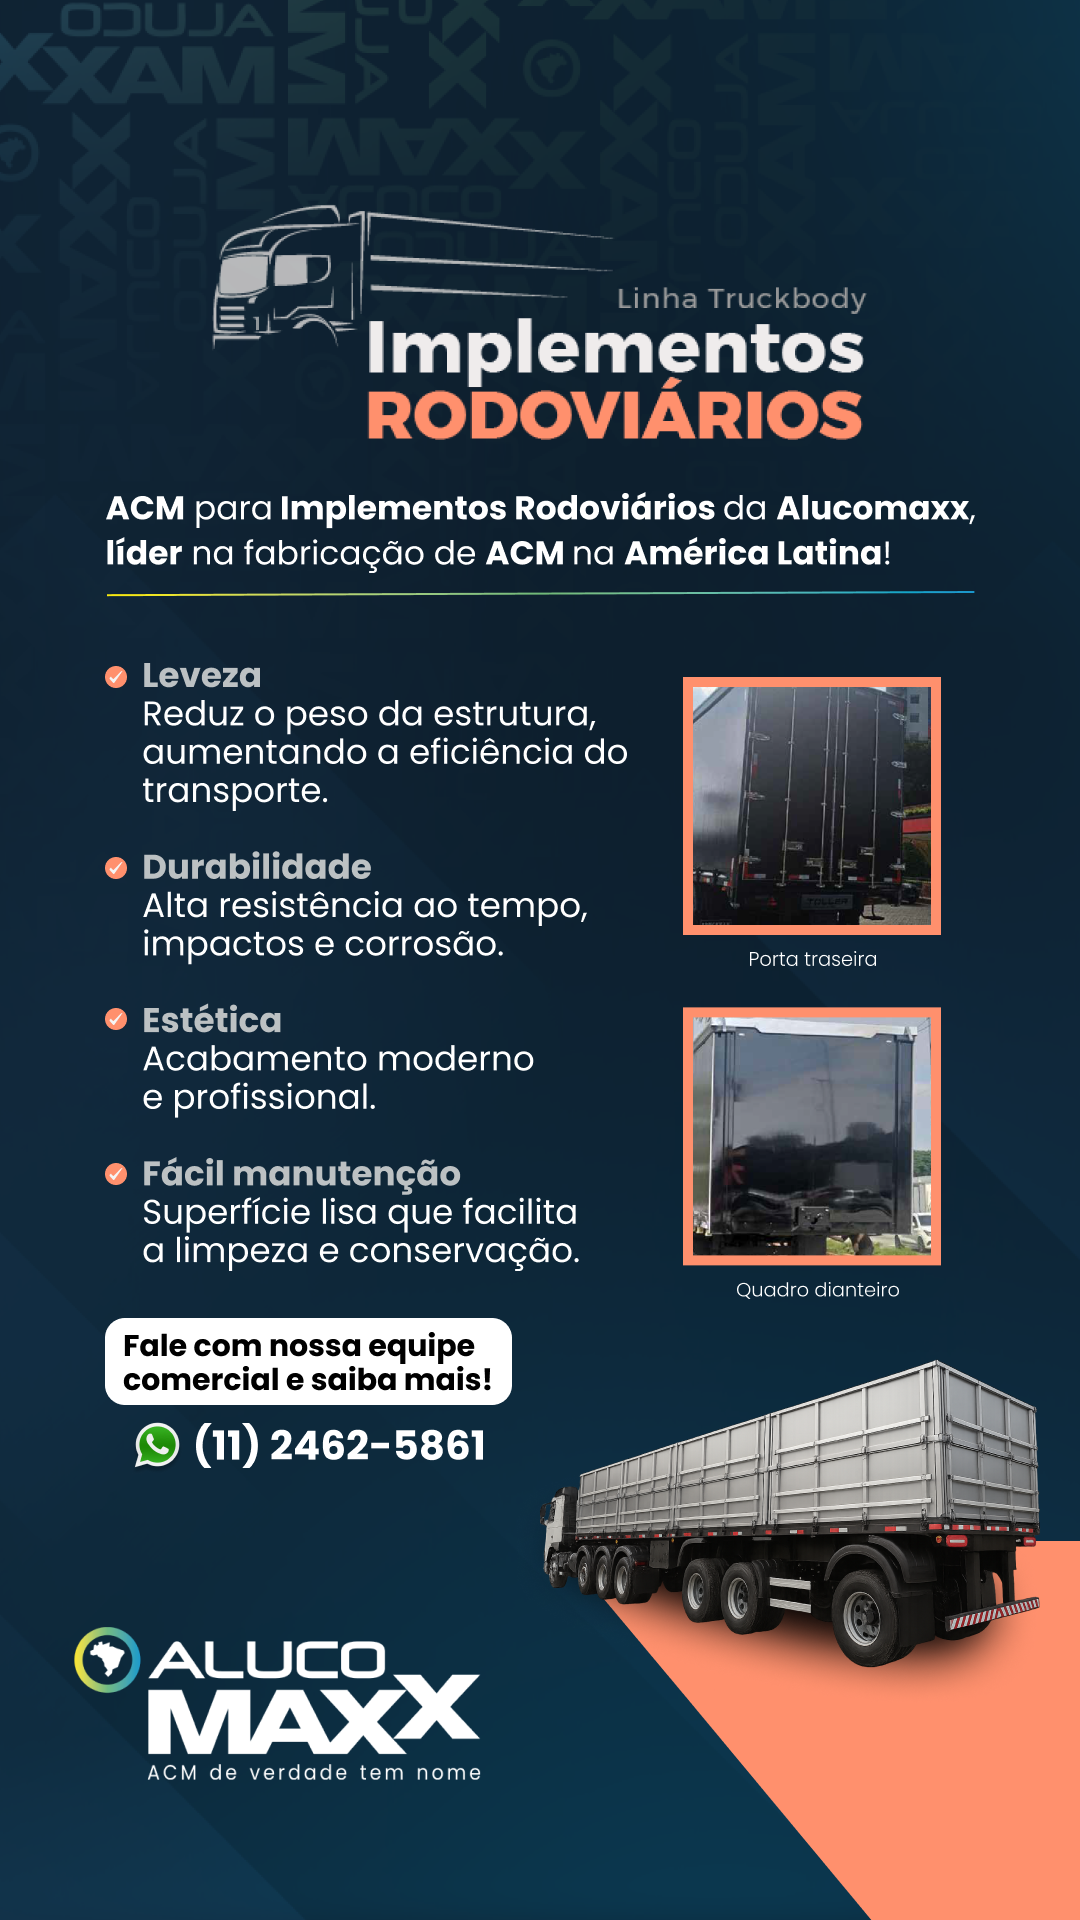 Linha Truckbody
Implementos
RODOVIÁRIOS
ACM para Implementos Rodoviários da Alucomaxx,
líder na fabricação de ACM na América Latina!
Leveza
Reduz o peso da estrutura,
aumentando a eficiência do
transporte.
Durabilidade
Alta resistência ao tempo,
impactos e corrosão.
Estética
Acabamento moderno
e profissional.
Fácil manutenção
Superfície lisa que facilita
a limpeza e conservação.
Porta traseira
Quadro dianteiro
Fale com nossa equipe
comercial e saiba mais!
(11) 2462-5861
ALUCO
MAXX
ACM de verdade tem nome